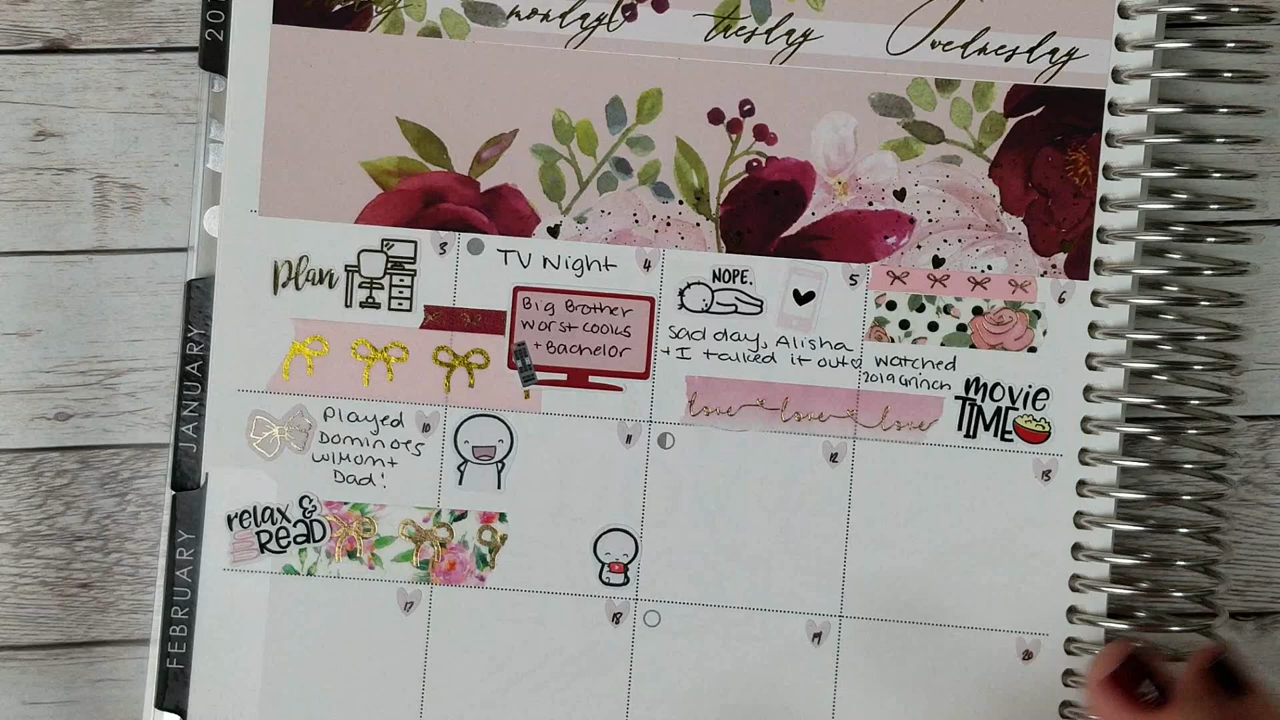 201
monday
tuesday
Wednesday
3
Plan
4
TV Night
Big Brother
Worst Cooks
+ Bachelor
5
NOPE.
Sad day, Alisha
+ I talked it out
love love love
6
watched
2019 Grinch
movie
TIME
JANUARY
10
Played
Dominoes
w/Mom +
Dad!
relax &
READ
11
12
13
FEBRUARY
17
18
19
20